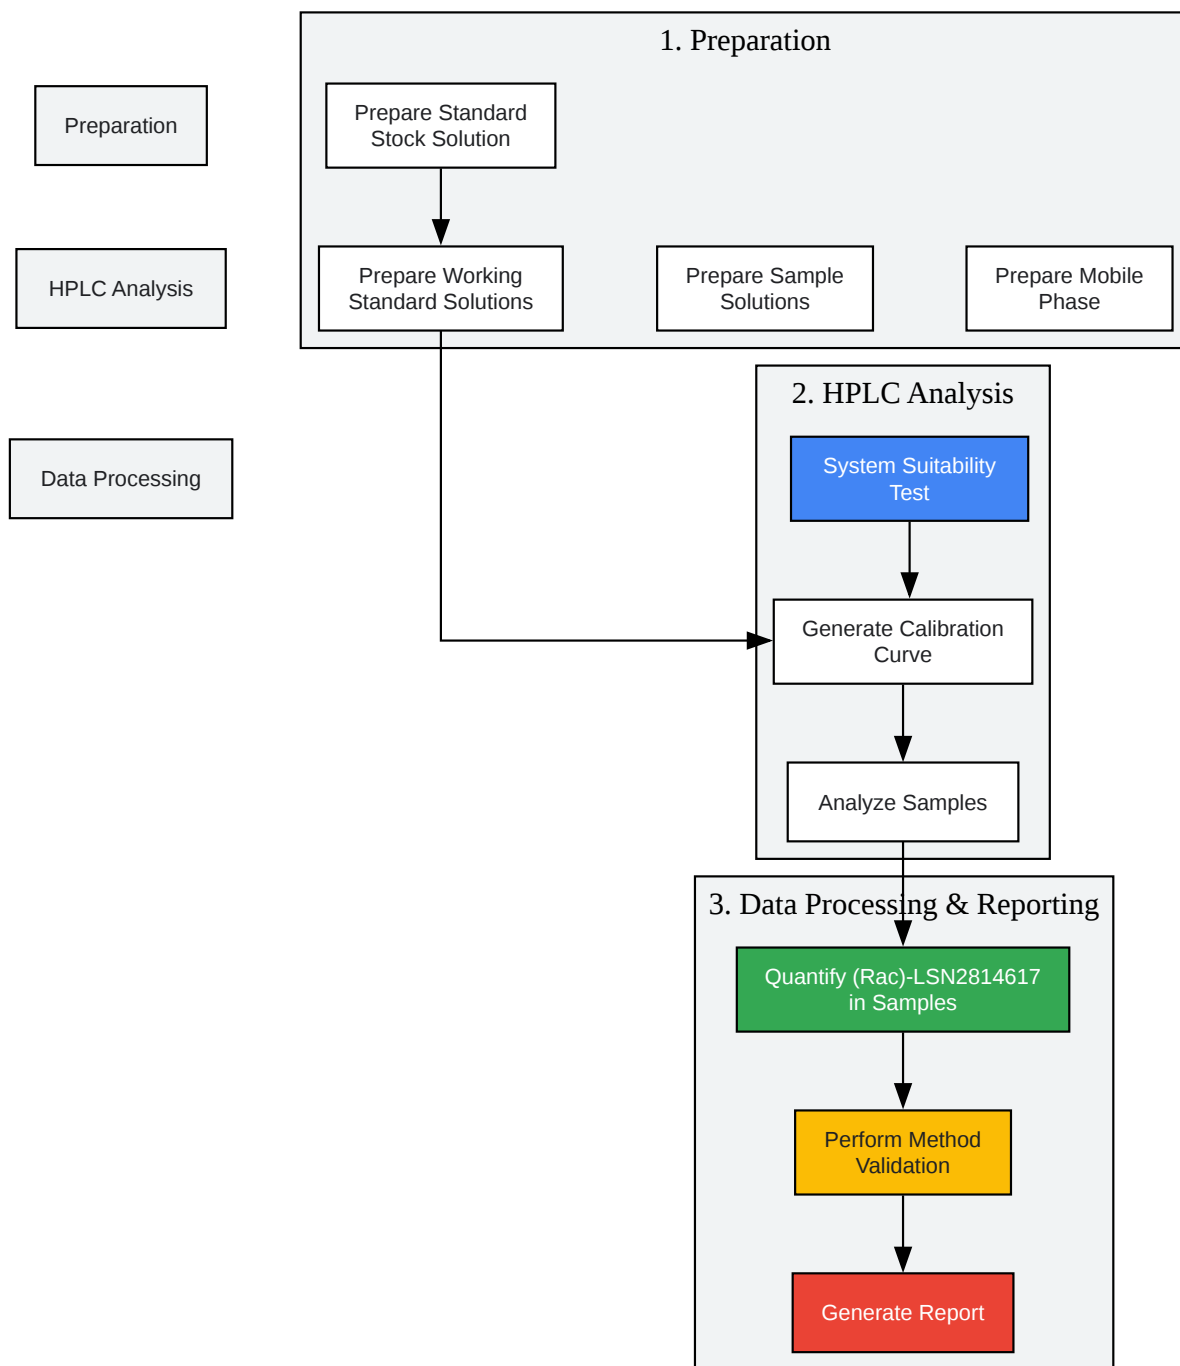 1. Preparation
Preparation
Prepare Standard
Stock Solution
HPLC Analysis
Prepare Working
Standard Solutions
Prepare Sample
Solutions
Prepare Mobile
Phase
2. HPLC Analysis
Data Processing
System Suitability
Test
Generate Calibration
Curve
Analyze Samples
3. Data Processing & Reporting
Quantify (Rac)-LSN2814617
in Samples
Perform Method
Validation
Generate Report